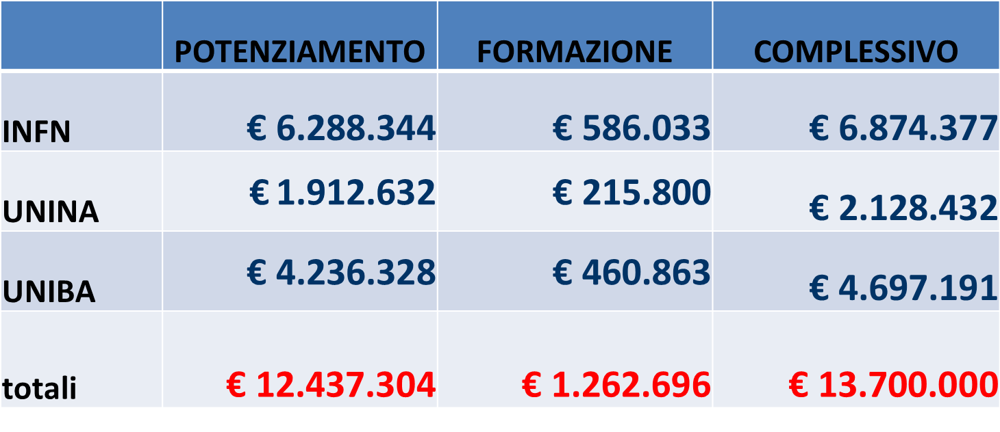 POTENZIAMENTO FORMAZIONE COMPLESSIVO
INFN € 6.288.344 € 586.033 € 6.874.377
UNINA € 1.912.632 € 215.800 € 2.128.432
UNIBA € 4.236.328 € 460.863 € 4.697.191
totali € 12.437.304 € 1.262.696 € 13.700.000